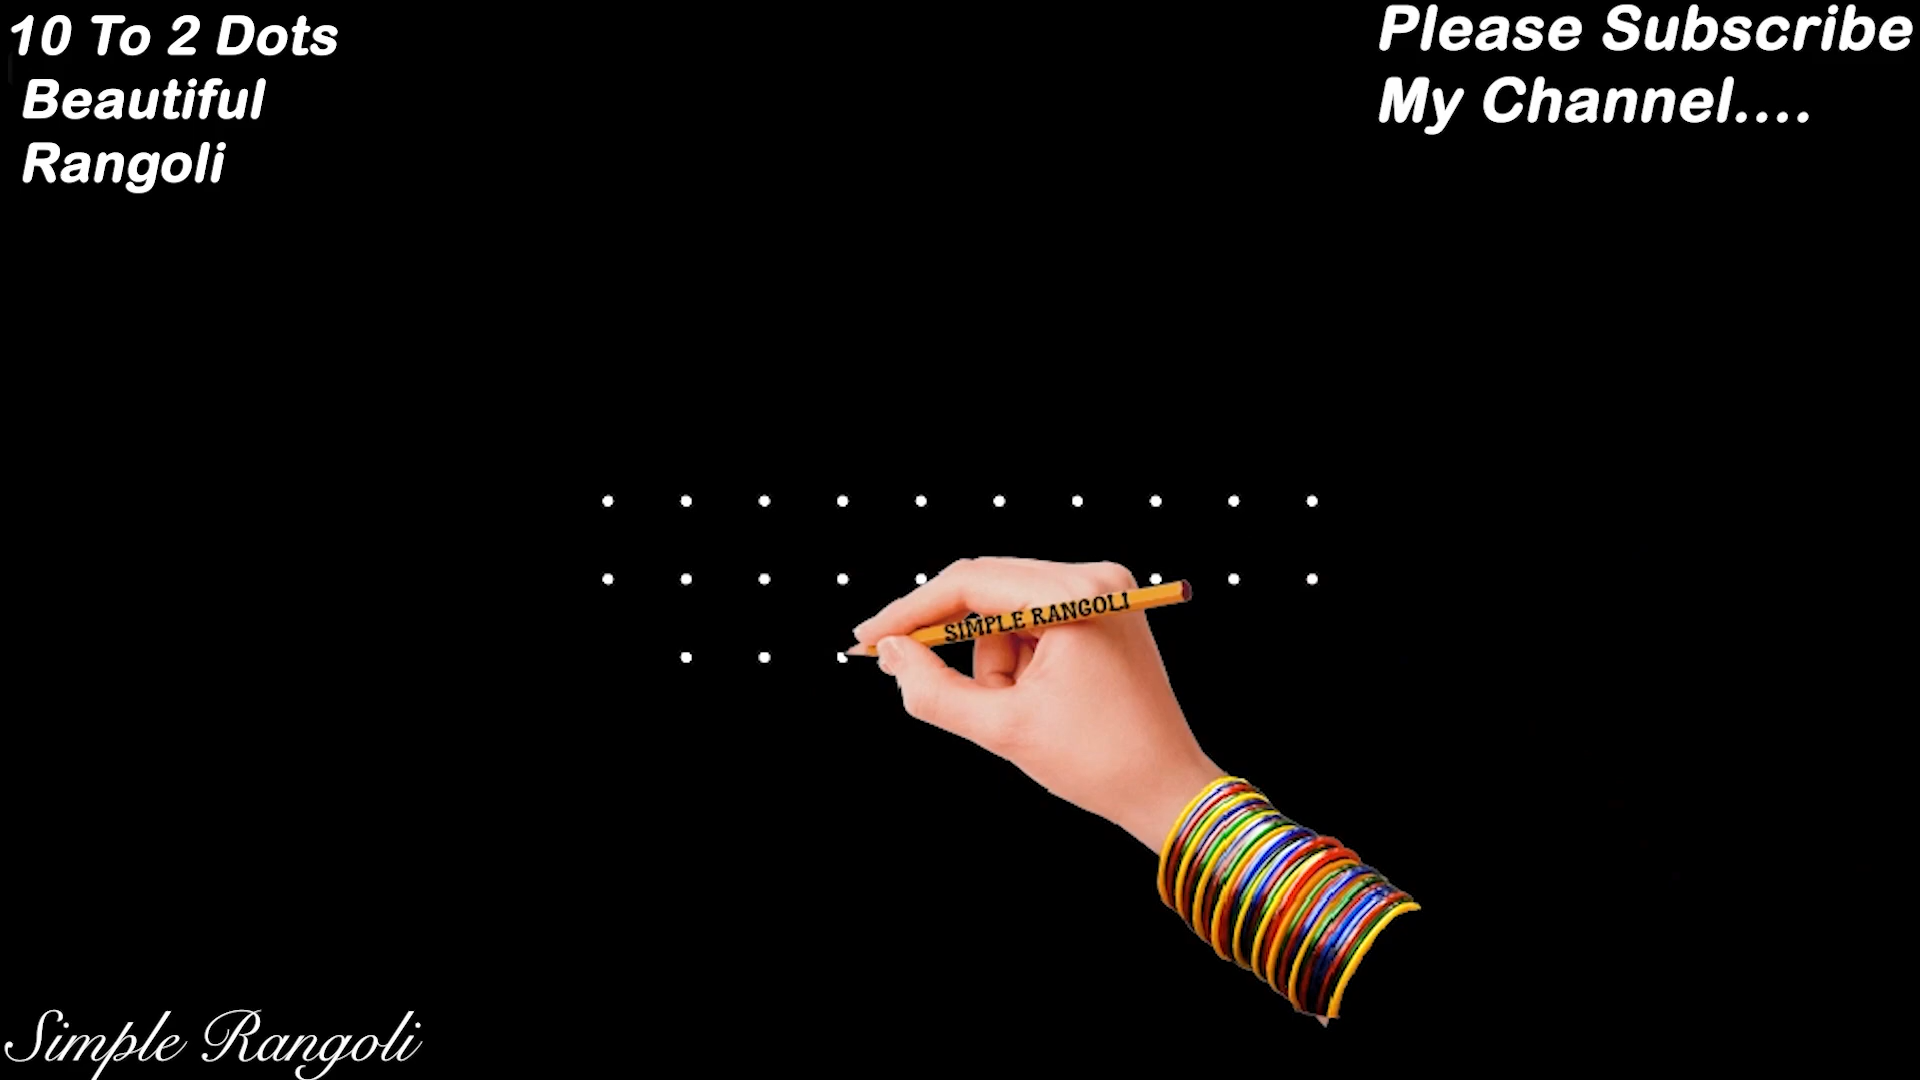 10 To 2 Dots
Beautiful
Rangoli
Please Subscribe
My Channel....
SIMPLE RANGOLI
Simple Rangoli